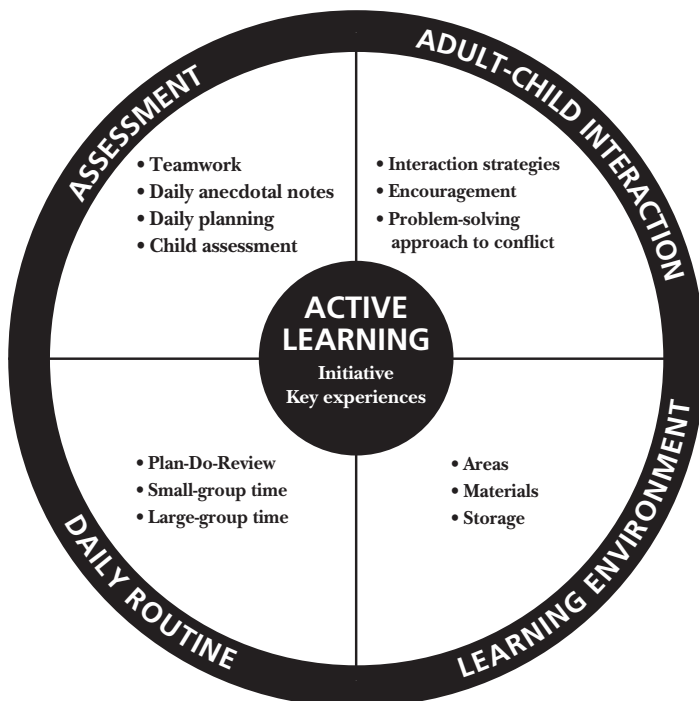 ASSESSMENT
• Teamwork
• Daily anecdotal notes
• Daily planning
• Child assessment
ADULT-CHILD INTERACTION
• Interaction strategies
• Encouragement
• Problem-solving
approach to conflict
ACTIVE
LEARNING
Initiative
Key experiences
DAILY ROUTINE
• Plan-Do-Review
• Small-group time
• Large-group time
LEARNING ENVIRONMENT
• Areas
• Materials
• Storage